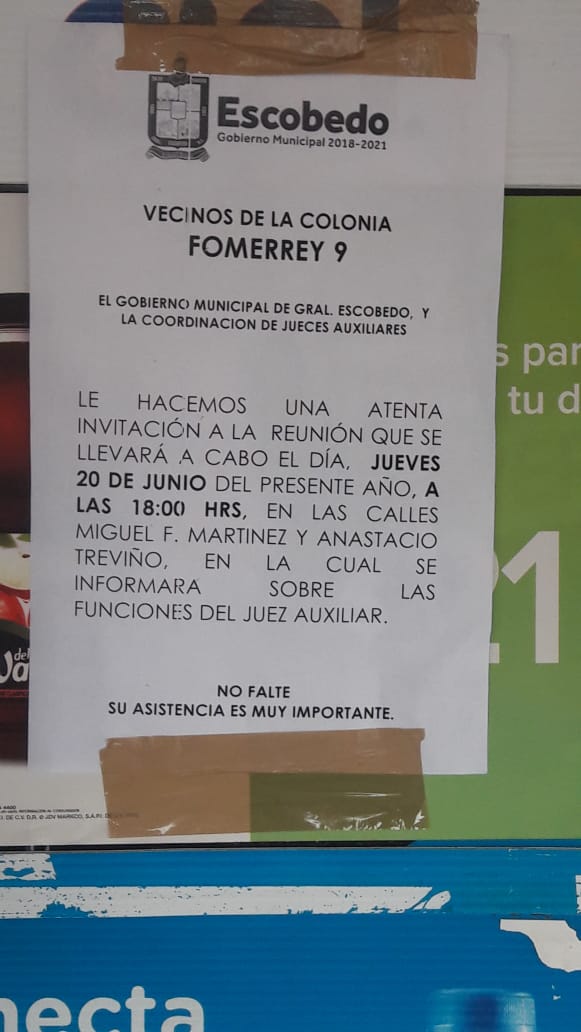 Escobedo
Gobierno Municipal 2018-2021
VECINOS DE LA COLONIA
FOMERREY 9
EL GOBIERNO MUNICIPAL DE GRAL. ESCOBEDO, Y
LA COORDINACION DE JUECES AUXILIARES
LE HACEMOS UNA ATENTA
INVITACIÓN A LA REUNIÓN QUE SE
LLEVARÁ A CABO EL DÍA, JUEVES
20 DE JUNIO DEL PRESENTE AÑO, A
LAS 18:00 HRS, EN LAS CALLES
MIGUEL F. MARTINEZ Y ANASTACIO
TREVIÑO, EN LA CUAL SE
INFORMARA SOBRE LAS
FUNCIONES DEL JUEZ AUXILIAR.
NO FALTE
SU ASISTENCIA ES MUY IMPORTANTE.
s par
tu d
21
del
Va
necta